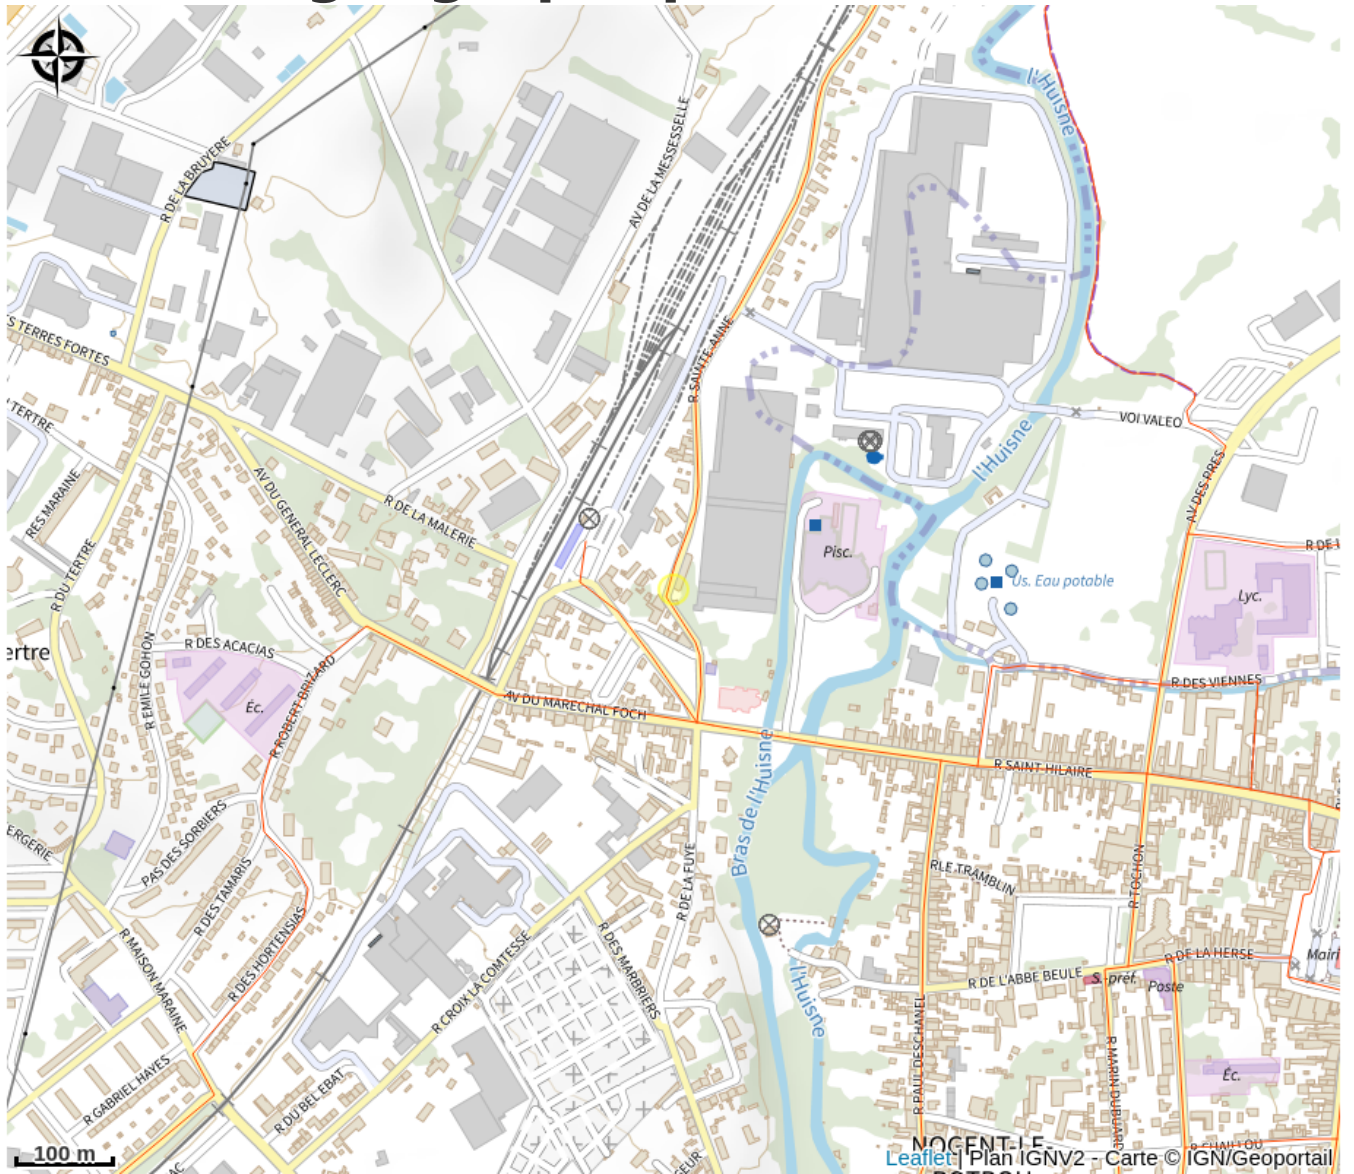 l'Huisne
R DE LA BRUYERE
AV DE LA MESSESELLE
S TERRES FORTES
R SAINTE-ANNE
TERTRE
VOI VALEO
l'Huisne
RES MARAINE
AV DU GENERAL LECLERC
R DE LA MALERIE
AV DES PRES
R DU TERTRE
Pisc.
R DE L
Us. Eau potable
Lyc.
ertre
R DES ACACIAS
R EMILE GOHON
R ROBERT BRIZARD
Éc.
AV DU MARECHAL FOCH
R DES VIENNES
Bras de l'Huisne
R SAINT HILAIRE
ERGERIE
PAS DES SORBIERS
R DES TAMARIS
R DE LA FUYE
RLE TRAMBLIN
R TOCHON
R DES HORTENSIAS
R MAISON MARAINE
R CROIX LA COMTESSE
R DES MARBRIERS
l'Huisne
R DE L'ABBE BEULE
S.-préf.
Poste
R DE LA HERSE
Mairi
R PAUL DESCHANEL
R MARIN DUBUARD
Éc.
R GABRIEL HAYES
R DU BEL EBAT
NOGENT-LE-
R CHAILLOU
100 m
Leaflet | Plan IGNV2 - Carte © IGN/Geoportail